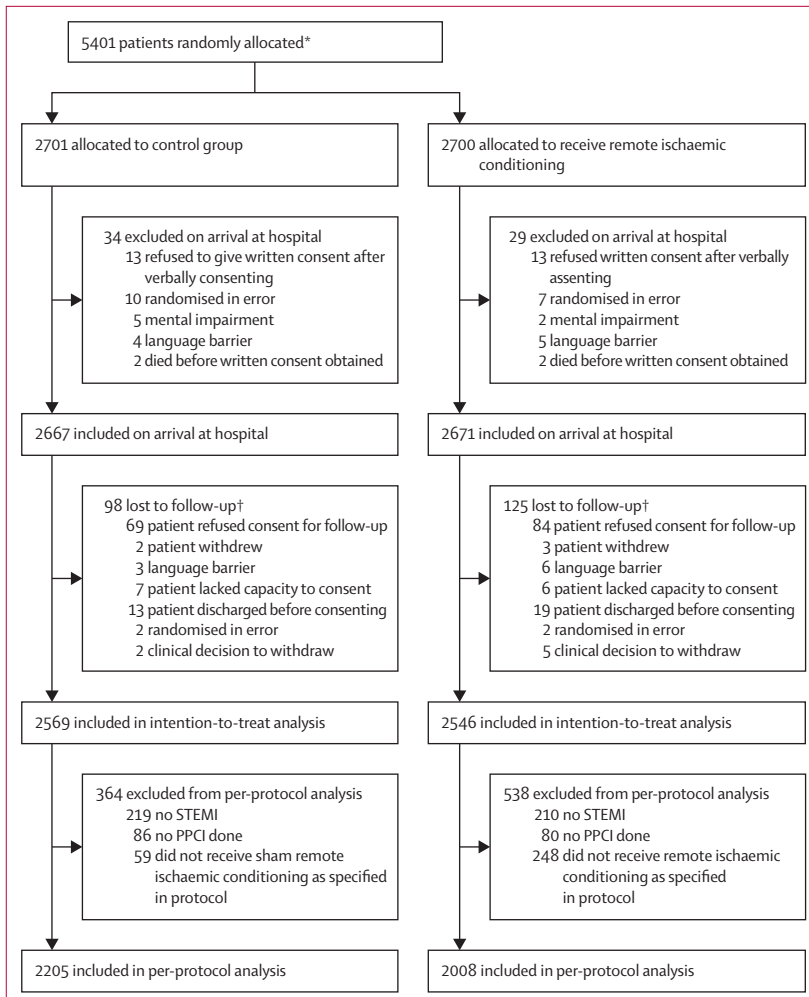 5401 patients randomly allocated*
2701 allocated to control group
2700 allocated to receive remote ischaemic
conditioning
34 excluded on arrival at hospital
13 refused to give written consent after
verbally consenting
10 randomised in error
5 mental impairment
4 language barrier
2 died before written consent obtained
29 excluded on arrival at hospital
13 refused written consent after verbally
assenting
7 randomised in error
2 mental impairment
5 language barrier
2 died before written consent obtained
2667 included on arrival at hospital
2671 included on arrival at hospital
98 lost to follow-up†
69 patient refused consent for follow-up
2 patient withdrew
3 language barrier
7 patient lacked capacity to consent
13 patient discharged before consenting
2 randomised in error
2 clinical decision to withdraw
125 lost to follow-up†
84 patient refused consent for follow-up
3 patient withdrew
6 language barrier
6 patient lacked capacity to consent
19 patient discharged before consenting
2 randomised in error
5 clinical decision to withdraw
2569 included in intention-to-treat analysis
2546 included in intention-to-treat analysis
364 excluded from per-protocol analysis
219 no STEMI
86 no PPCI done
59 did not receive sham remote
ischaemic conditioning as specified
in protocol
538 excluded from per-protocol analysis
210 no STEMI
80 no PPCI done
248 did not receive remote ischaemic
conditioning as specified
in protocol
2205 included in per-protocol analysis
2008 included in per-protocol analysis